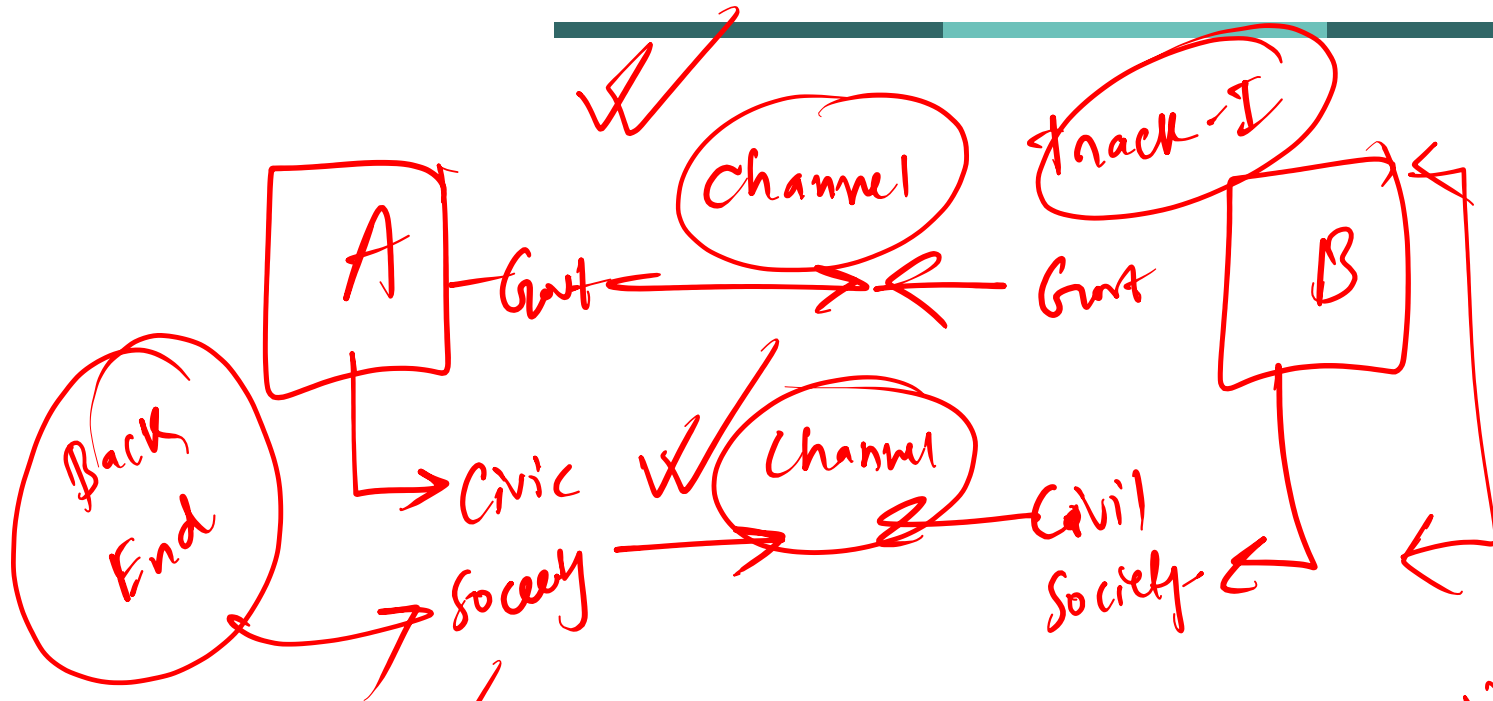 Track-I
Channel
A
Govt
Govt
B
Back
End
Channel
Civic
Society
Civil
Society